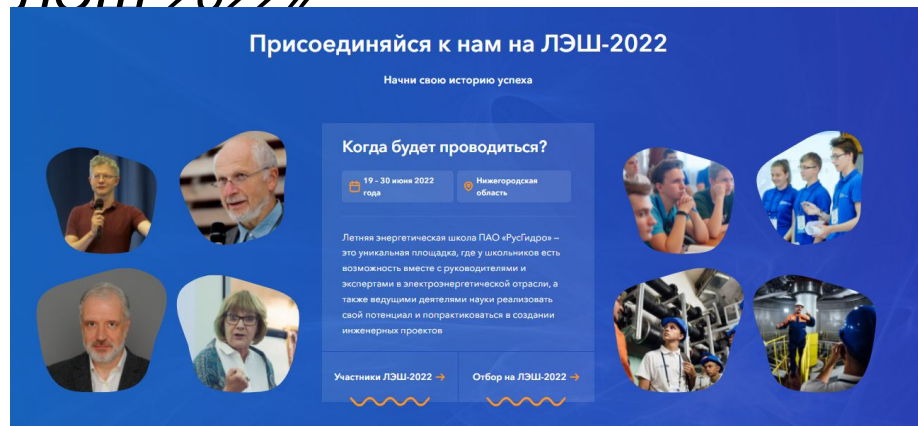 ЛЭШ 2022»
Присоединяйся к нам на ЛЭШ-2022
Начни свою историю успеха
Когда будет проводиться?
19 – 30 июня 2022
года
Нижегородская
область
Летняя энергетическая школа ПАО «РусГидро» –
это уникальная площадка, где у школьников есть
возможность вместе с руководителями и
экспертами в электроэнергетической отрасли, а
также ведущими деятелями науки реализовать
свой потенциал и попрактиковаться в создании
инженерных проектов
Участники ЛЭШ-2022 →
Отбор на ЛЭШ-2022 →